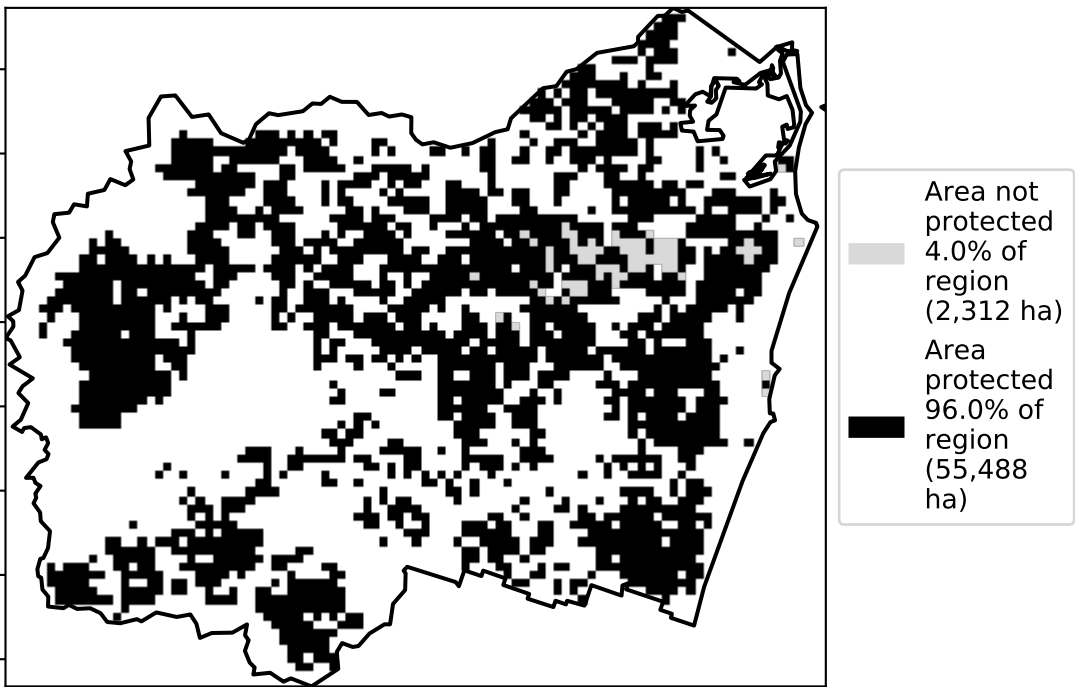 Area not
protected
4.0% of
region
(2,312 ha)
Area
protected
96.0% of
region
(55,488
ha)